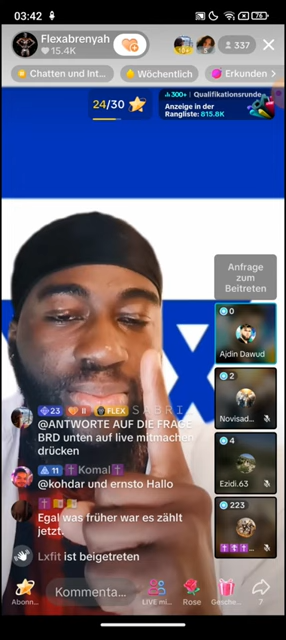 03:42
76
Flexabrenyah
15.4K
337
Chatten und Int...
Wöchentlich
Erkunden
24/30
300+ | Qualifikationsrunde
Anzeige in der
Rangliste: 815.8K
Anfrage
zum
Beitreten
0
Ajdin Dawud
2
Novisad...
4
Ezidi.63
223
23 II FLEX S A B R I
@ANTWORTE AUF DIE FRAGE
BRD unten auf live mitmachen
drücken
11 Komal
@kohdar und ernsto Hallo
Egal was früher war es zählt
jetzt.
Lxfit ist beigetreten
Abonn...
Kommenta...
LIVE mi...
Rose
Gesche...
7